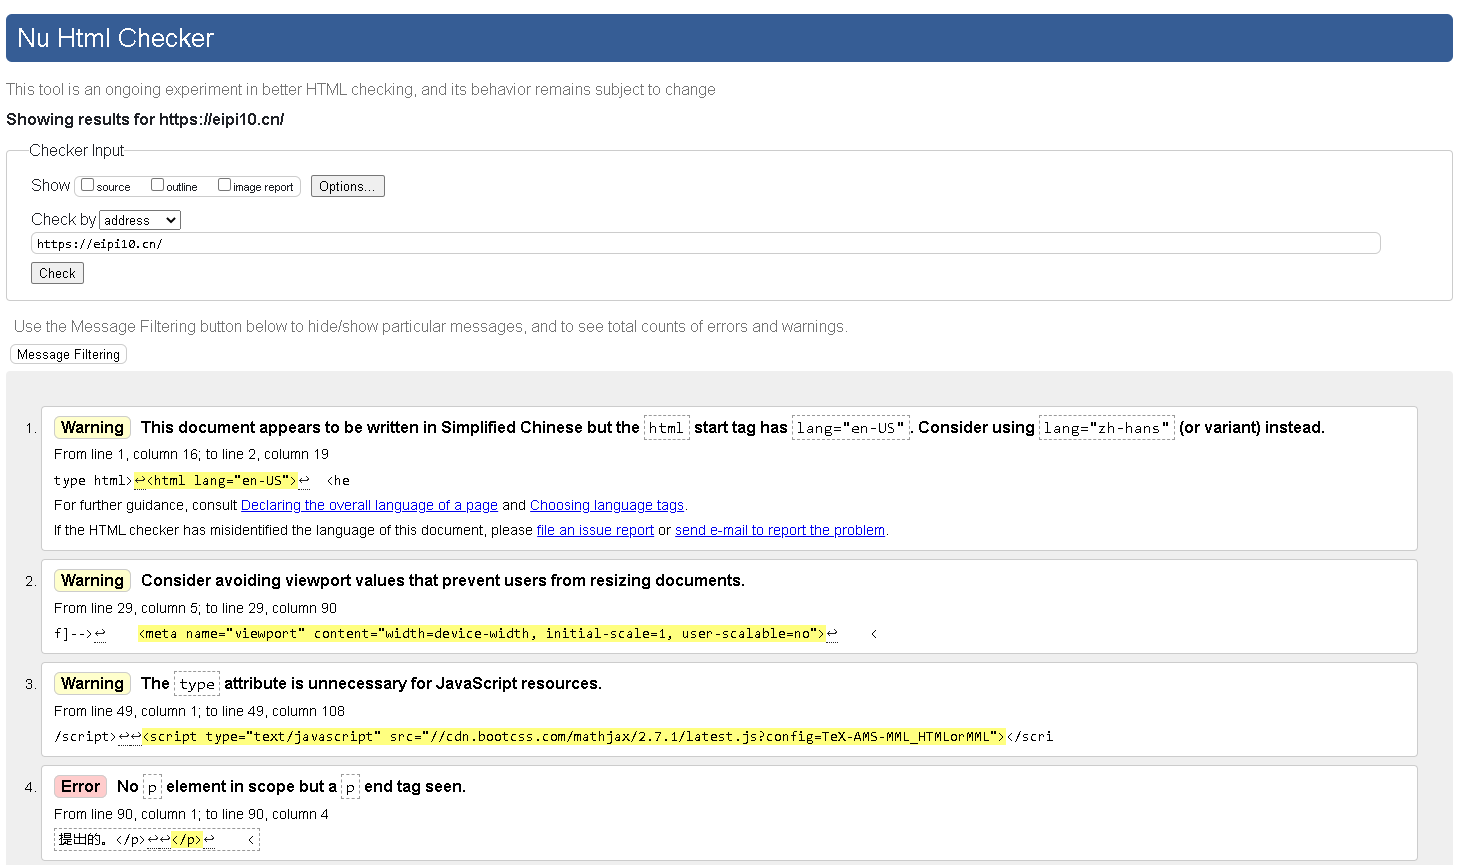 Nu Html Checker
This tool is an ongoing experiment in better HTML checking, and its behavior remains subject to change
Showing results for https://eipi10.cn/
Checker Input
Show source outline image report Options...
Check by address
https://eipi10.cn/
Check
Use the Message Filtering button below to hide/show particular messages, and to see total counts of errors and warnings.
Message Filtering
1. Warning This document appears to be written in Simplified Chinese but the html start tag has lang="en-US". Consider using lang="zh-hans" (or variant) instead.
From line 1, column 16; to line 2, column 19
type html>↩<html lang="en-US">↩  <he
For further guidance, consult Declaring the overall language of a page and Choosing language tags.
If the HTML checker has misidentified the language of this document, please file an issue report or send e-mail to report the problem.
2. Warning Consider avoiding viewport values that prevent users from resizing documents.
From line 29, column 5; to line 29, column 90
f]-->↩    <meta name="viewport" content="width=device-width, initial-scale=1, user-scalable=no">↩    <
3. Warning The type attribute is unnecessary for JavaScript resources.
From line 49, column 1; to line 49, column 108
/script>↩↩<script type="text/javascript" src="//cdn.bootcss.com/mathjax/2.7.1/latest.js?config=TeX-AMS-MML_HTMLorMML"></scri
4. Error No p element in scope but a p end tag seen.
From line 90, column 1; to line 90, column 4
提出的。</p>↩↩</p>↩    <